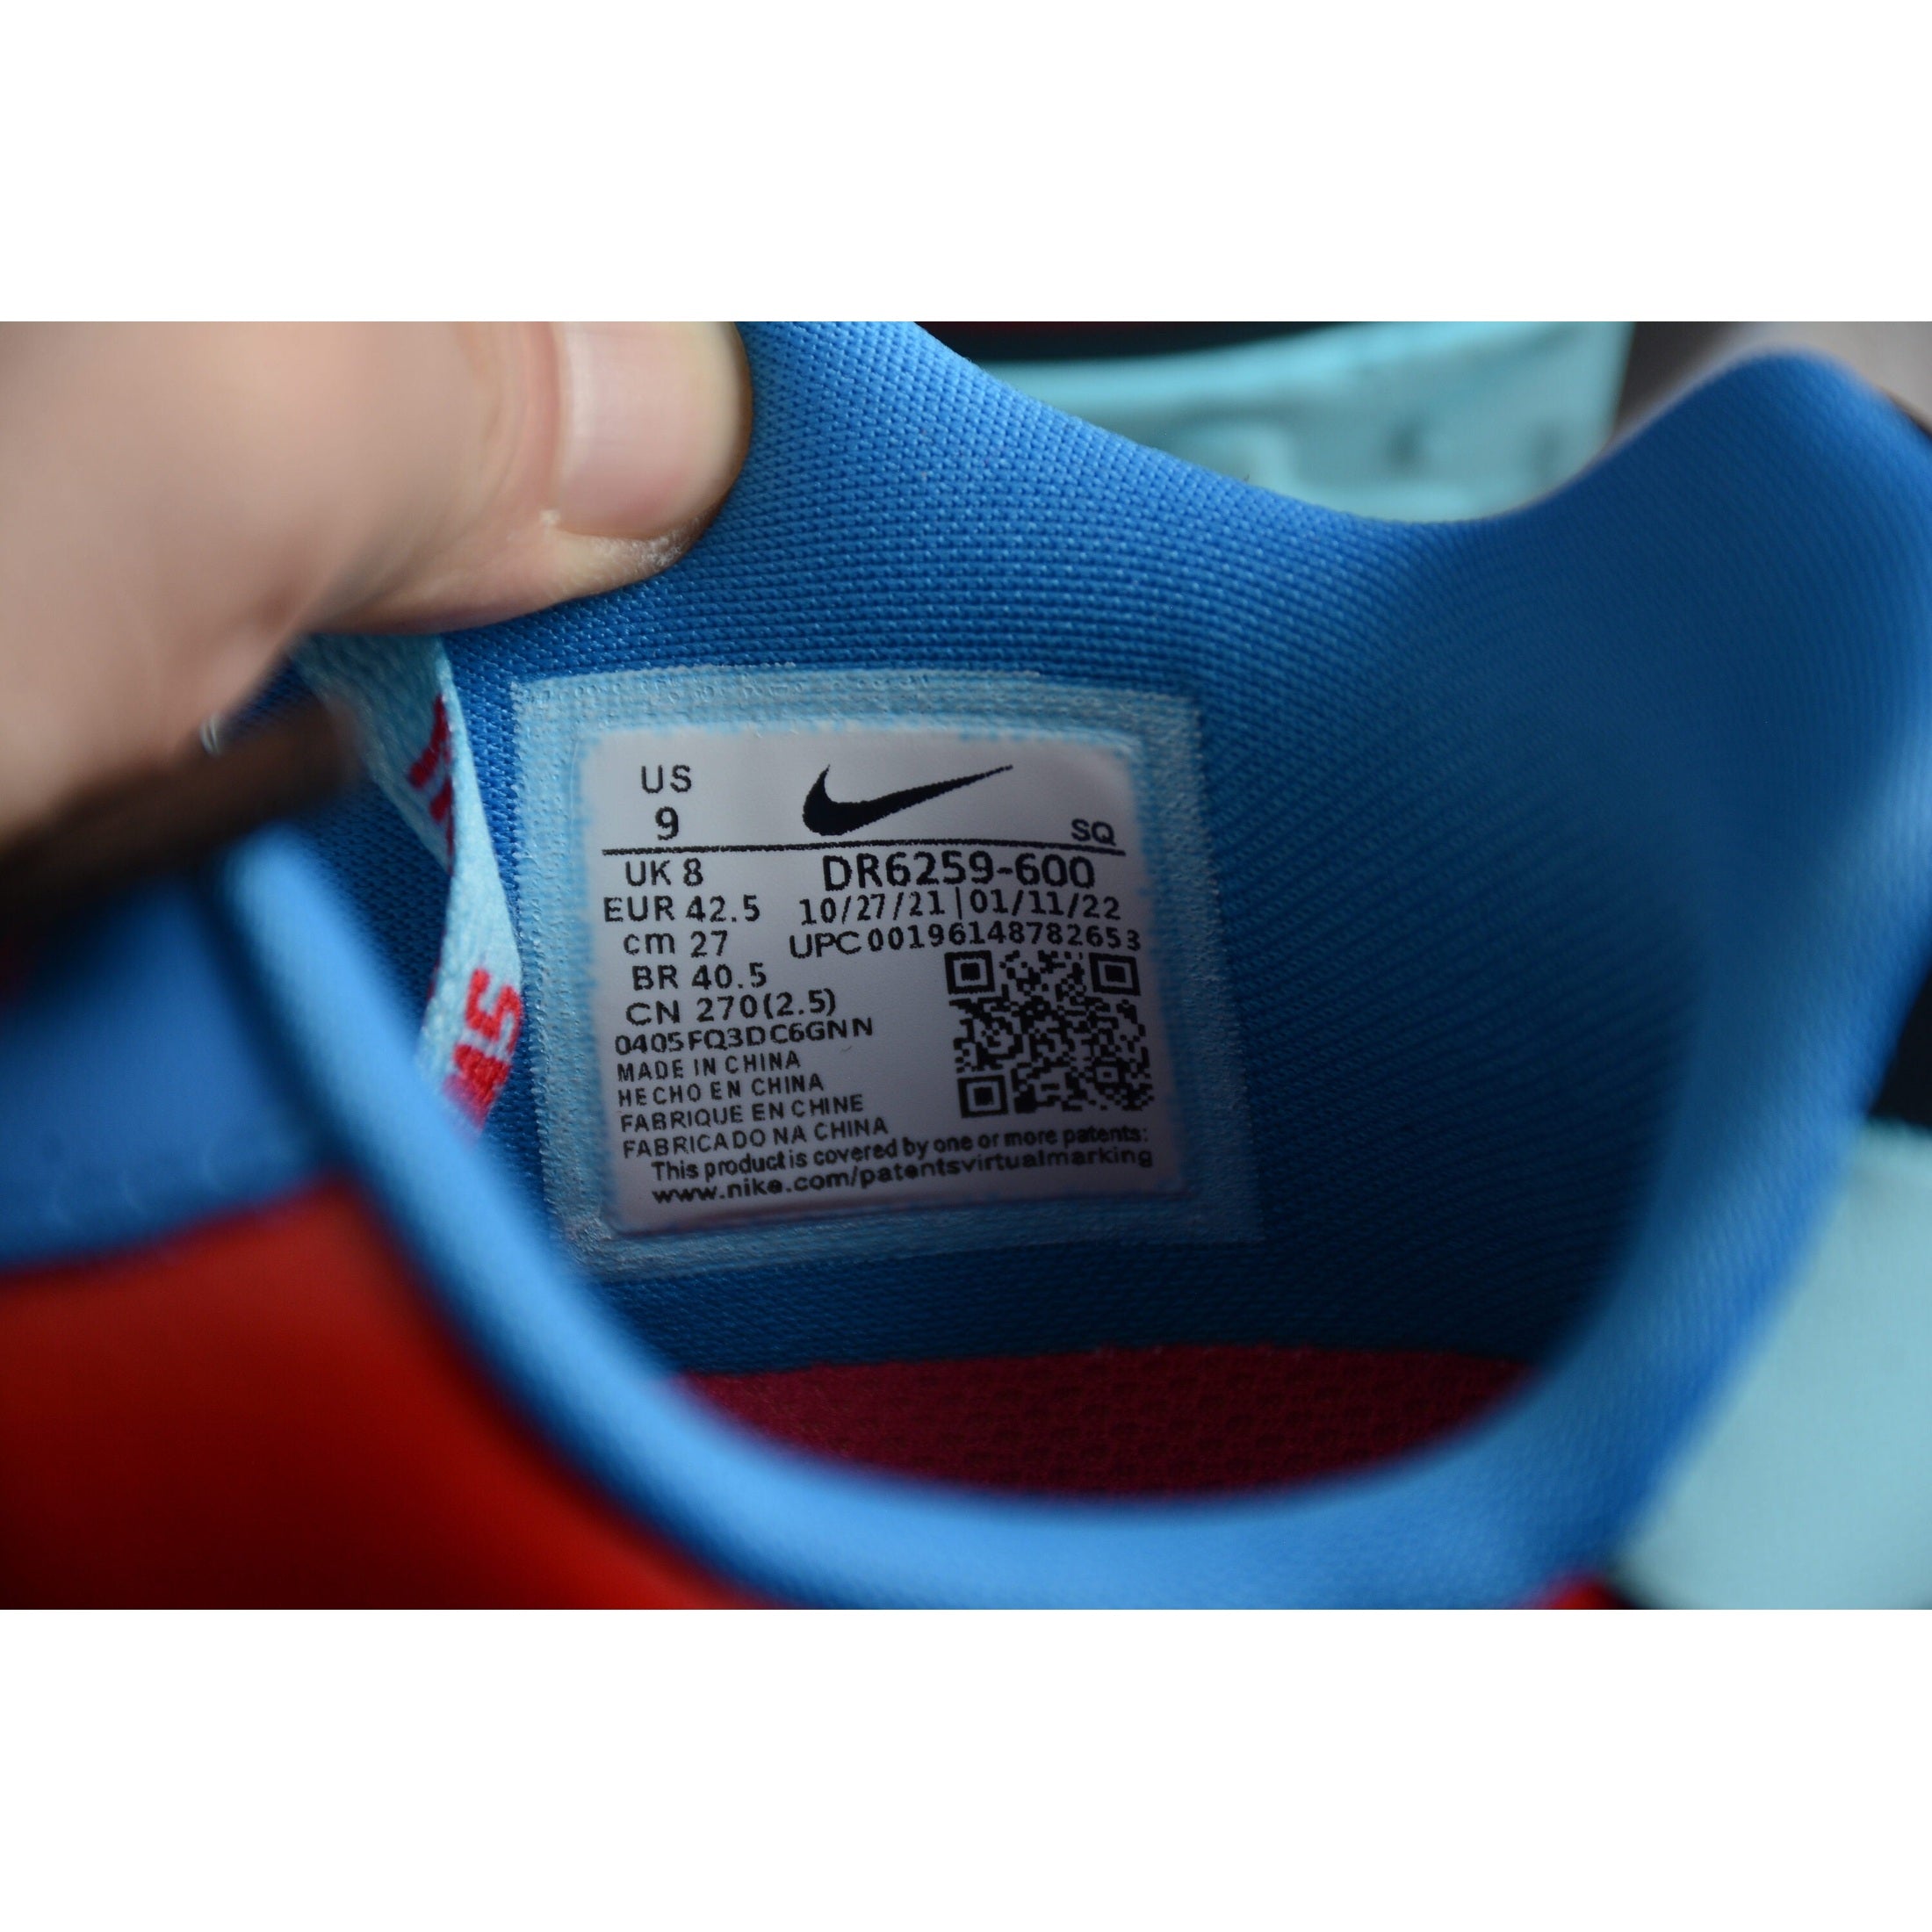 US
9
SQ
UK 8
DR6259-600
EUR 42.5
10/27/21|01/11/22
cm 27
UPC 00196148782653
BR 40.5
CN 270(2.5)
0405FQ3DC6GNN
MADE IN CHINA
HECHO EN CHINA
FABRIQUE EN CHINE
FABRICADO NA CHINA
This product is covered by one or more patents:
www.nike.com/patentsvirtualmarking